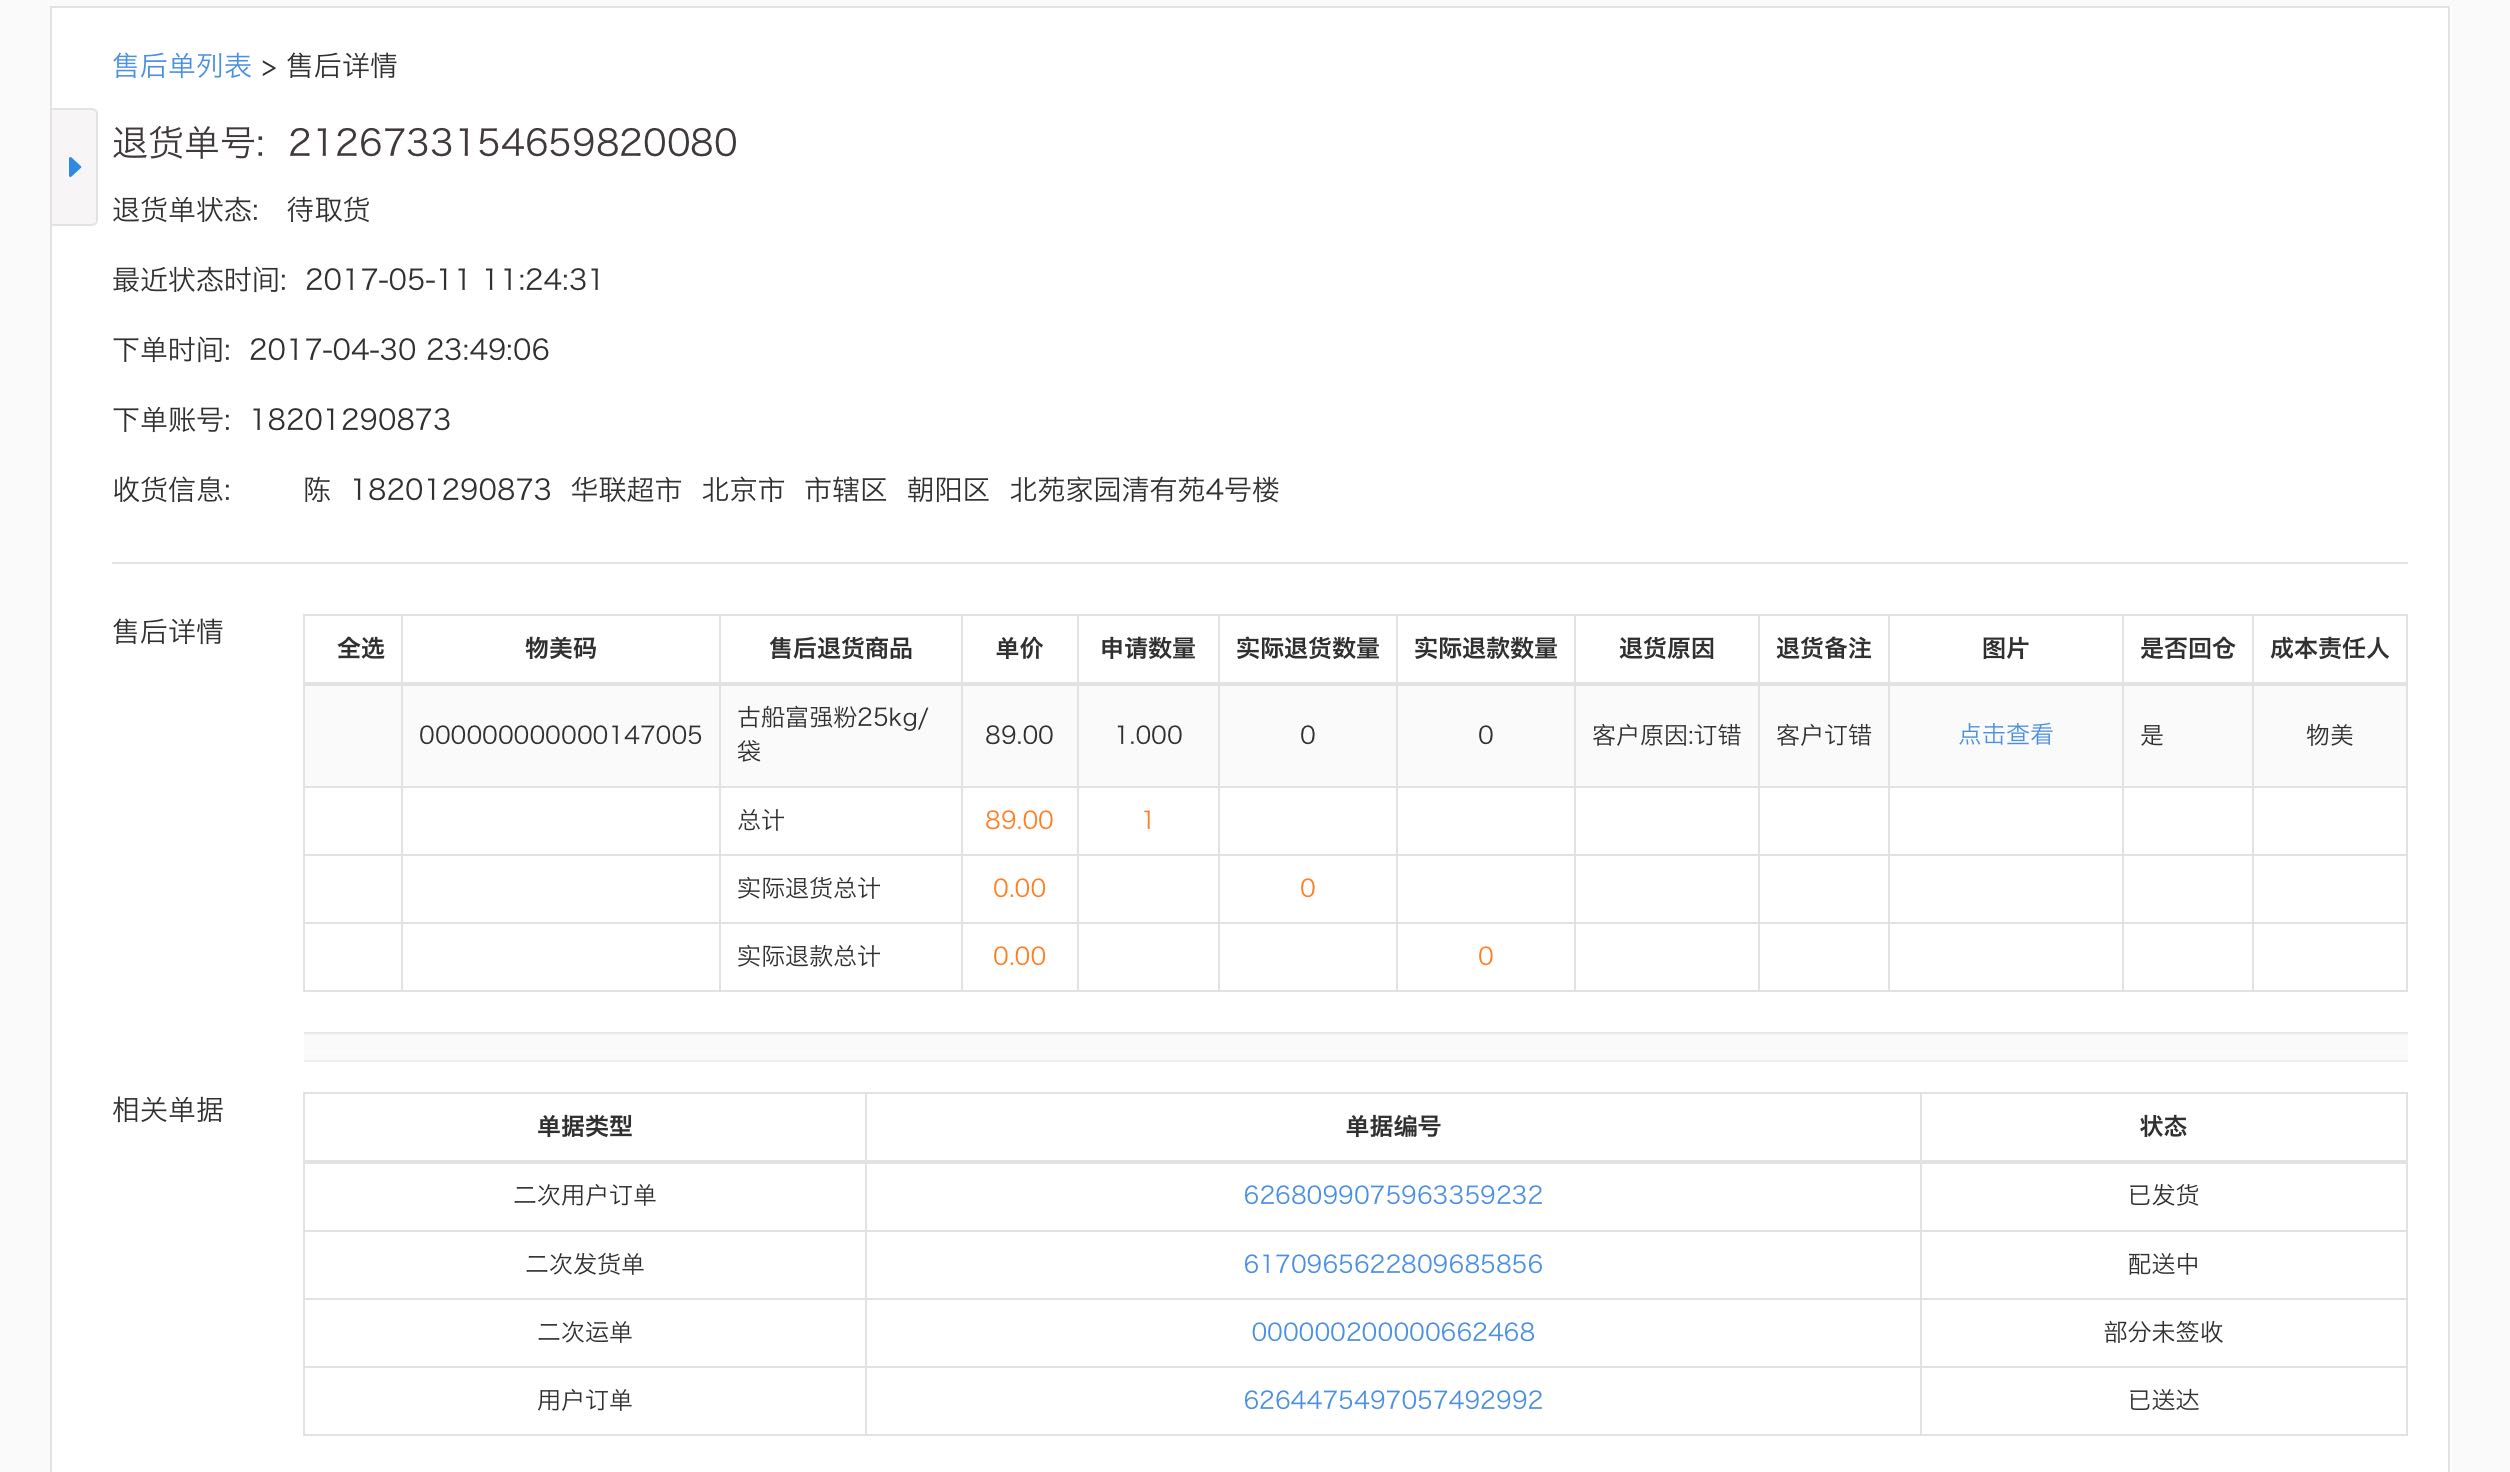 售后单列表 > 售后详情
退货单号: 2126733154659820080
退货单状态: 待取货
最近状态时间: 2017-05-11 11:24:31
下单时间: 2017-04-30 23:49:06
下单账号: 18201290873
收货信息: 陈 18201290873 华联超市 北京市 市辖区 朝阳区 北苑家园清有苑4号楼
售后详情
全选 物美码 售后退货商品 单价 申请数量 实际退货数量 实际退款数量 退货原因 退货备注 图片 是否回仓 成本责任人
000000000000147005 古船富强粉25kg/袋 89.00 1.000 0 0 客户原因:订错 客户订错 点击查看 是 物美
总计 89.00 1
实际退货总计 0.00 0
实际退款总计 0.00 0
相关单据
单据类型 单据编号 状态
二次用户订单 6268099075963359232 已发货
二次发货单 6170965622809685856 配送中
二次运单 000000200000662468 部分未签收
用户订单 6264475497057492992 已送达